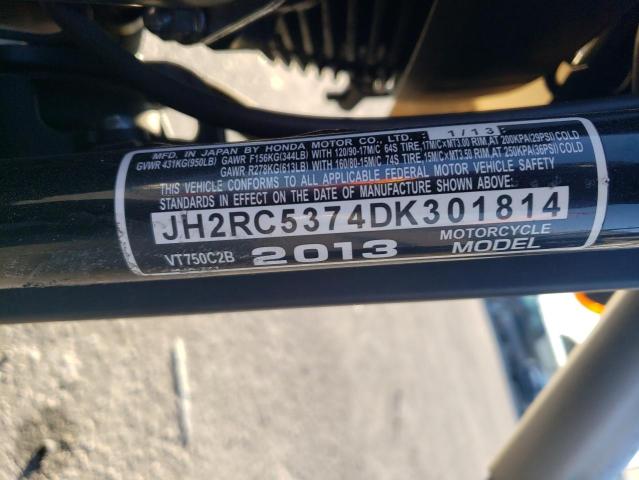 MFD. IN JAPAN BY HONDA MOTOR CO., LTD. 1/13
GVWR 431KG(950LB) GAWR F156KG(344LB) WITH 120/90-17M/C 64S TIRE,17M/C×MT3.00 RIM,AT 200KPA(29PSI)COLD
GAWR R278KG(613LB) WITH 160/80-15M/C 74S TIRE,15M/C×MT3.50 RIM,AT 250KPA(36PSI)COLD
THIS VEHICLE CONFORMS TO ALL APPLICABLE FEDERAL MOTOR VEHICLE SAFETY
STANDARDS IN EFFECT ON THE DATE OF MANUFACTURE SHOWN ABOVE.
JH2RC5374DK301814
VT750C2B 2013 MOTORCYCLE
MODEL